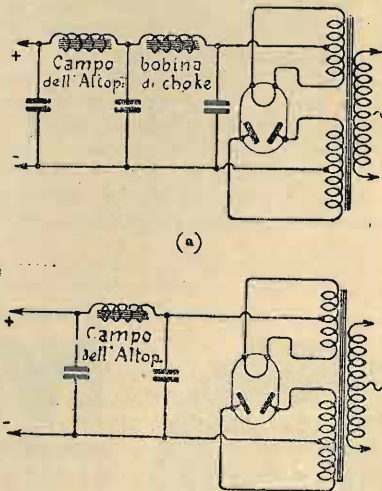 +
Campo
dell'Altop.
bobina
di choke
-
(a)
+
Campo
dell'Altop.
-